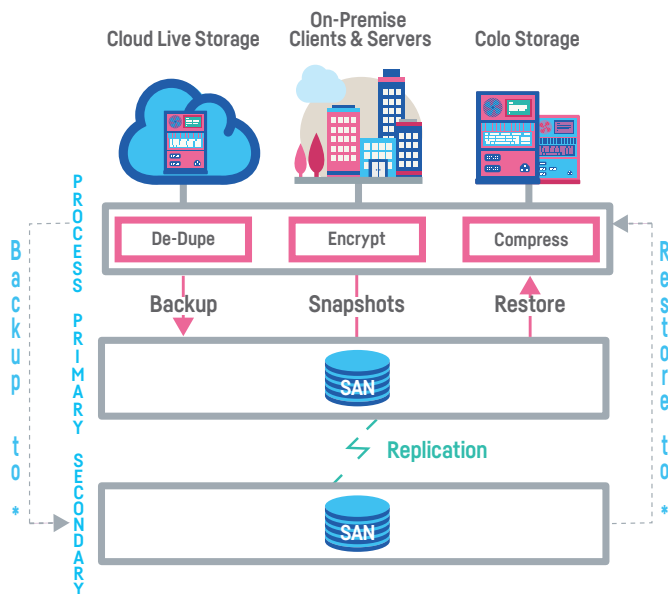 Cloud Live Storage
On-Premise
Clients & Servers
Colo Storage
PROCESS
De-Dupe
Encrypt
Compress
Backup to *
Restore to *
Backup
Snapshots
Restore
PRIMARY
SAN
Replication
SECONDARY
SAN